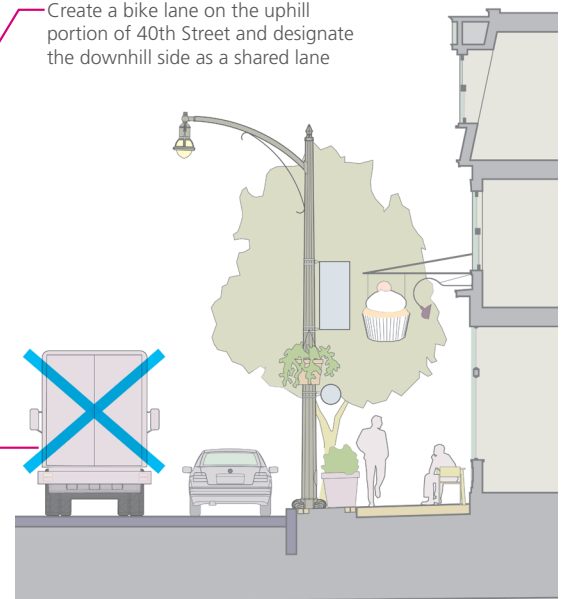 Create a bike lane on the uphill
portion of 40th Street and designate
the downhill side as a shared lane